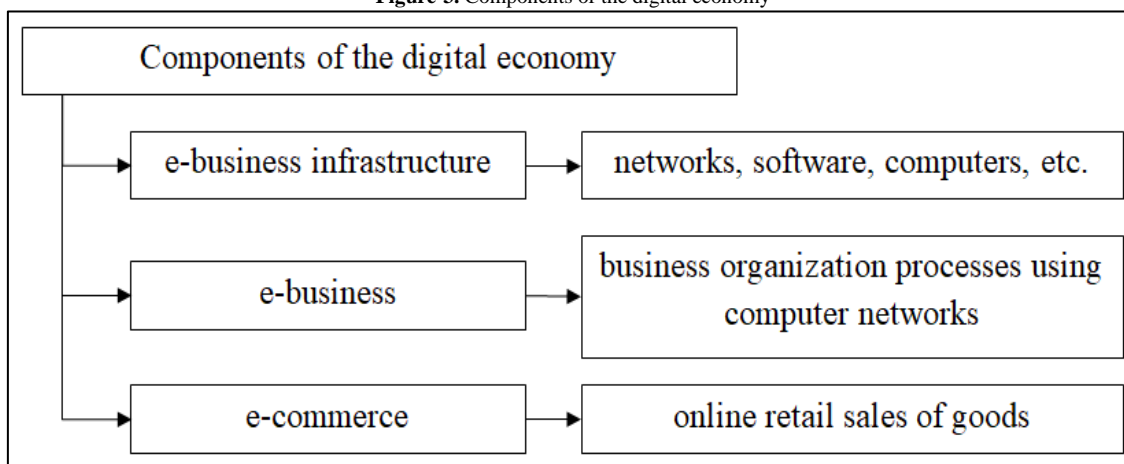 Figure 3. Components of the digital economy
Components of the digital economy
e-business infrastructure
networks, software, computers, etc.
e-business
business organization processes using
computer networks
e-commerce
online retail sales of goods